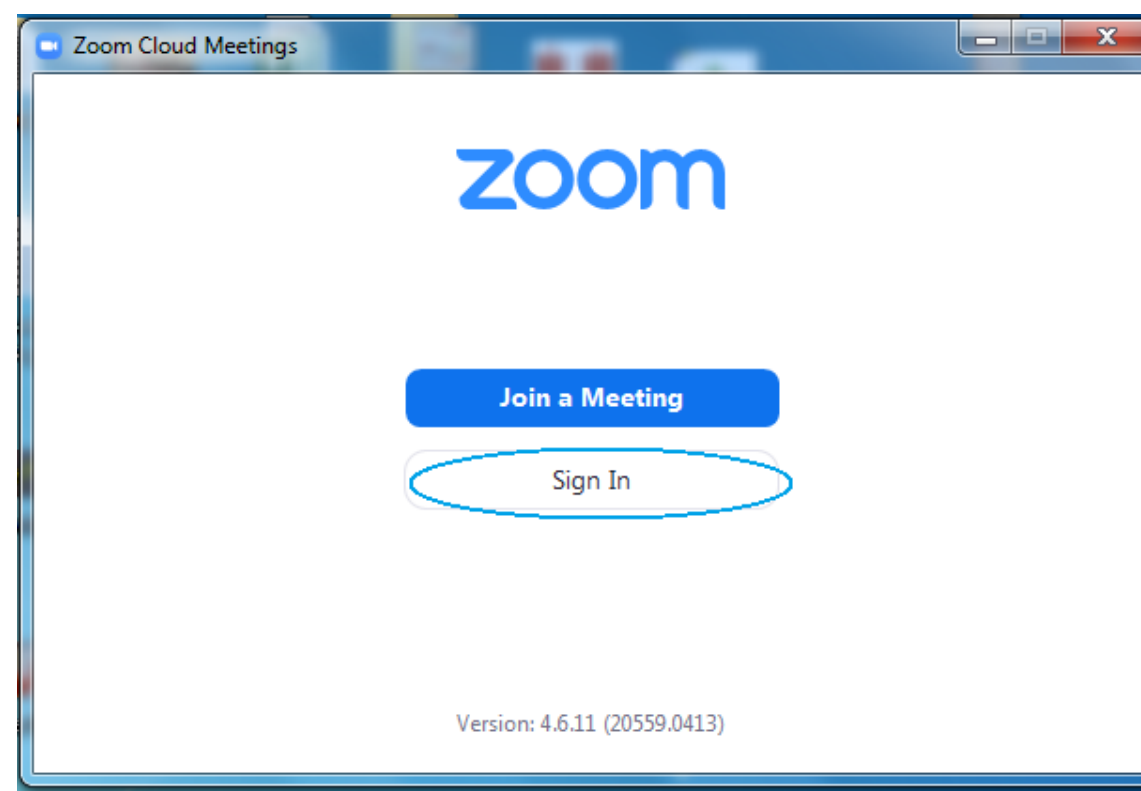 Zoom Cloud Meetings
zoom
Join a Meeting
Sign In
Version: 4.6.11 (20559.0413)